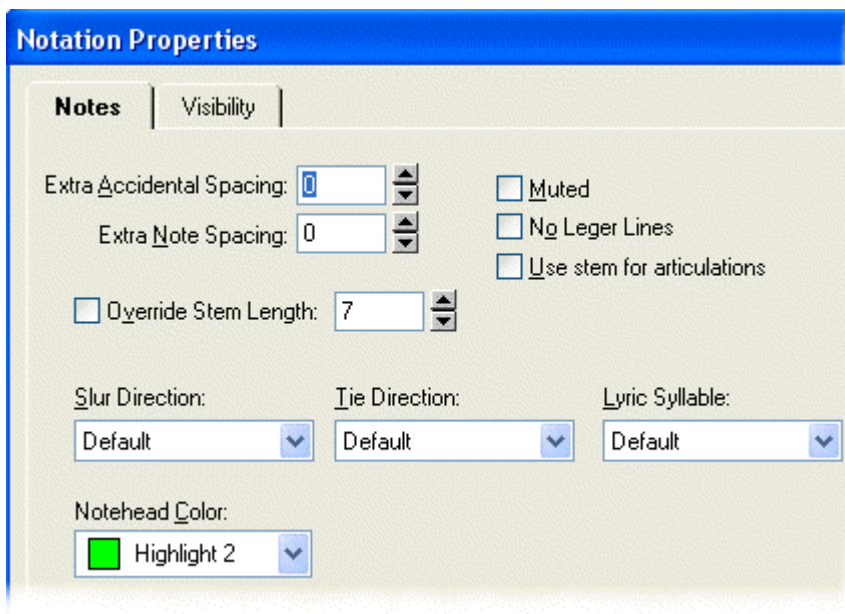 Notation Properties
Notes Visibility
Extra Accidental Spacing: 0
Muted
Extra Note Spacing: 0
No Leger Lines
Use stem for articulations
Override Stem Length: 7
Slur Direction: Tie Direction: Lyric Syllable:
Default Default Default
Notehead Color:
Highlight 2